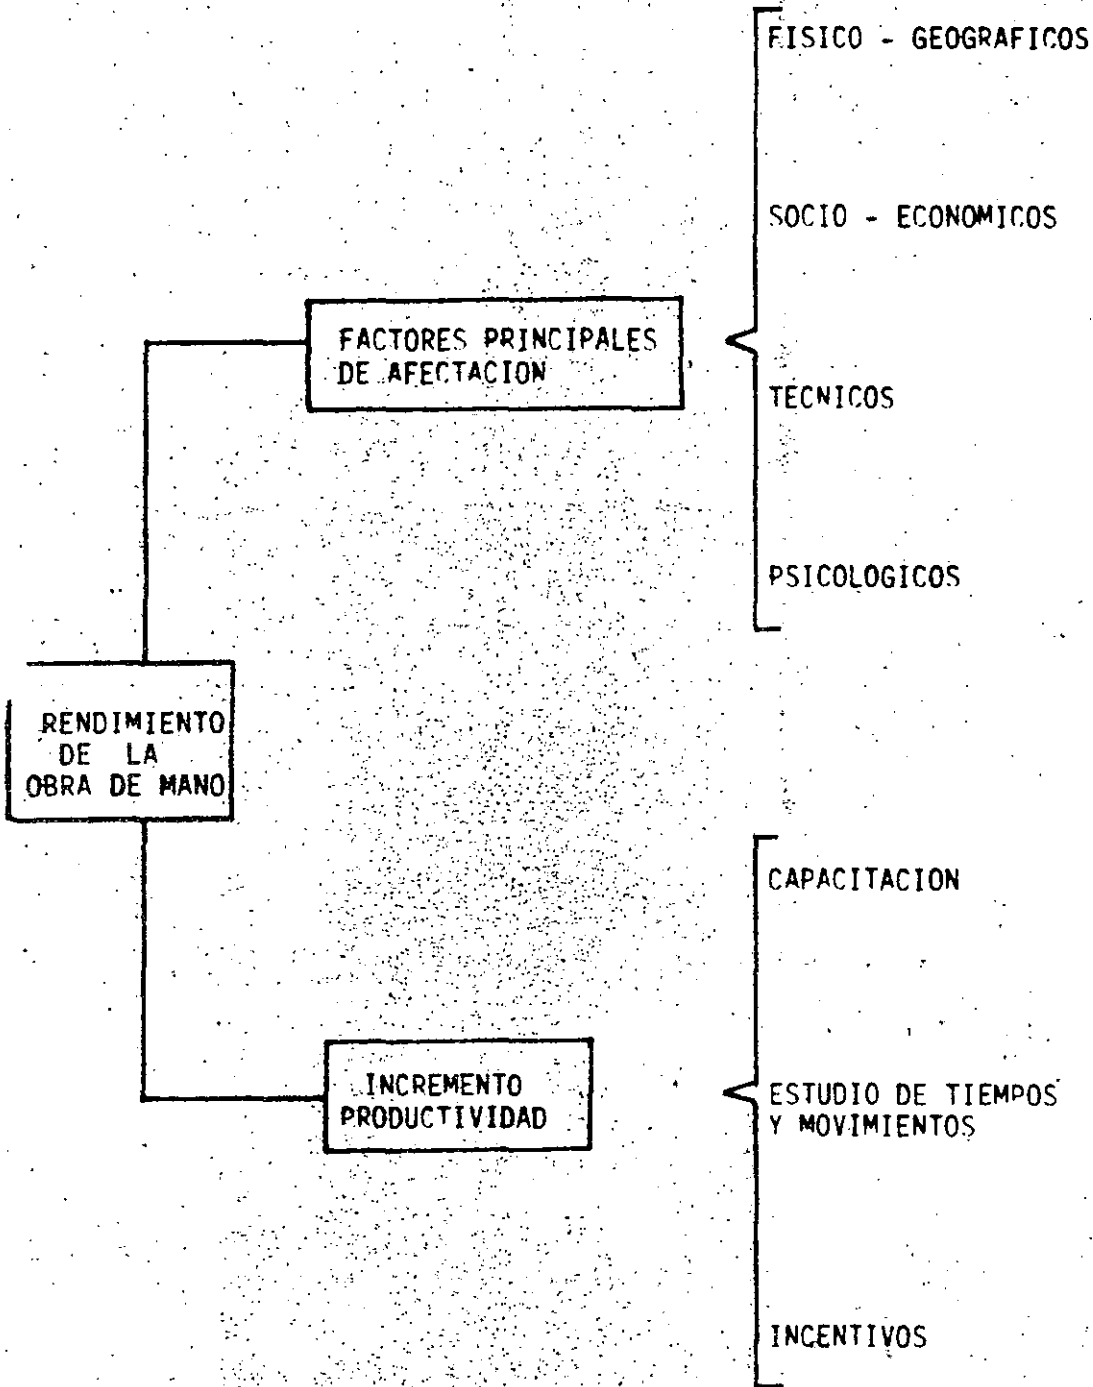 FISICO - GEOGRAFICOS
SOCIO - ECONOMICOS
FACTORES PRINCIPALES
DE AFECTACION
TECNICOS
PSICOLOGICOS
RENDIMIENTO
DE LA
OBRA DE MANO
CAPACITACION
INCREMENTO
PRODUCTIVIDAD
ESTUDIO DE TIEMPOS
Y MOVIMIENTOS
INCENTIVOS